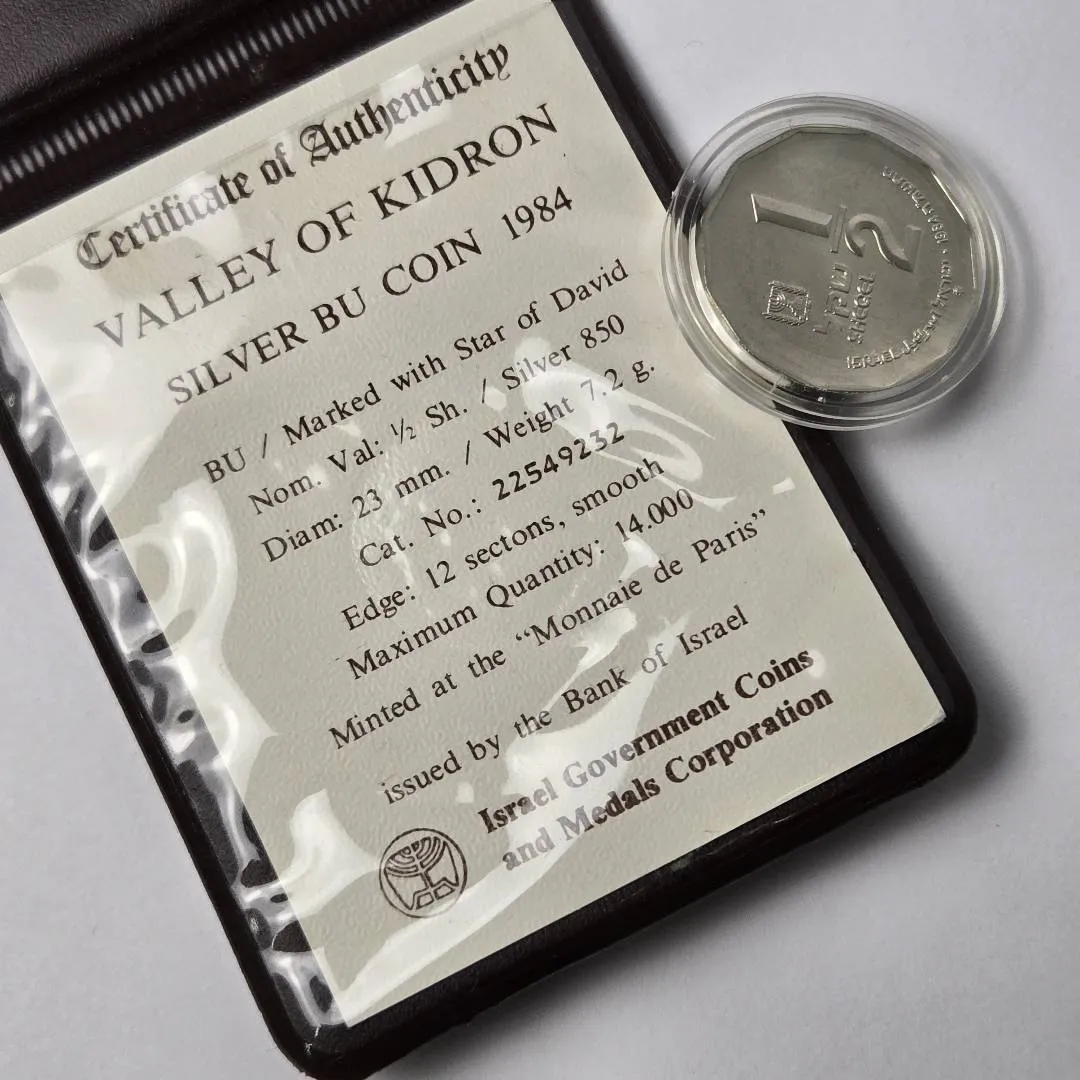 Certificate of Authenticity
VALLEY OF KIDRON
SILVER BU COIN 1984
BU / Marked with Star of David
Nom. Val: ½ Sh. / Silver 850
Diam: 23 mm. / Weight 7.2 g.
Cat. No.: 22549232
Edge: 12 sectons, smooth
Maximum Quantity: 14.000
Minted at the “Monnaie de Paris”
issued by the Bank of Israel
Israel Government Coins
and Medals Corporation
1/2
שקל
SHEQEL
ISRAEL